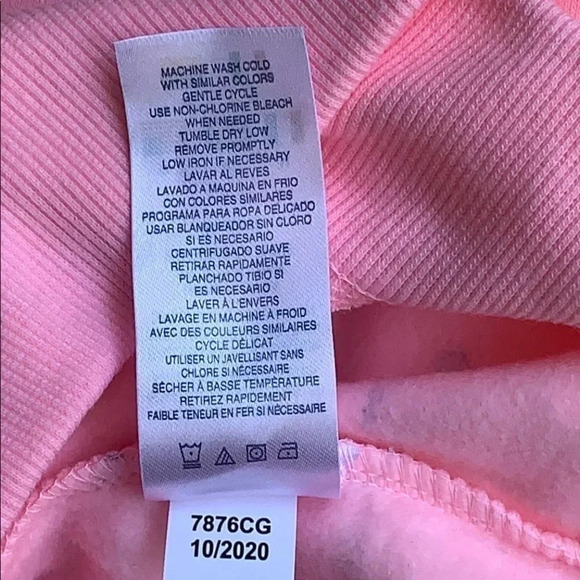 MACHINE WASH COLD
WITH SIMILAR COLORS
GENTLE CYCLE
USE NON-CHLORINE BLEACH
WHEN NEEDED
TUMBLE DRY LOW
REMOVE PROMPTLY
LOW IRON IF NECESSARY
LAVAR AL REVES
LAVADO A MAQUINA EN FRIO
CON COLORES SIMILARES
PROGRAMA PARA ROPA DELICADO
USAR BLANQUEADOR SIN CLORO
SI ES NECESARIO
CENTRIFUGADO SUAVE
RETIRAR RAPIDAMENTE
PLANCHADO TIBIO SI
ES NECESARIO
LAVER À L'ENVERS
LAVAGE EN MACHINE À FROID
AVEC DES COULEURS SIMILAIRES
CYCLE DÉLICAT
UTILISER UN JAVELLISANT SANS
CHLORE SI NÉCESSAIRE
SÉCHER À BASSE TEMPÉRATURE
RETIREZ RAPIDEMENT
FAIBLE TENEUR EN FER SI NÉCESSAIRE
7876CG
10/2020